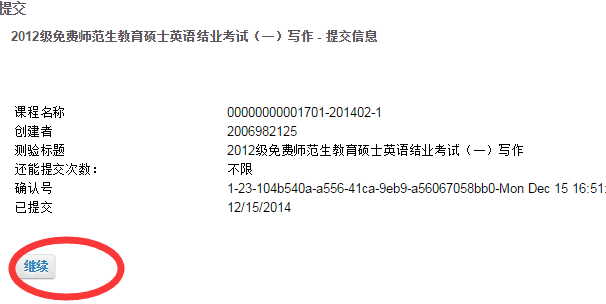 提交
2012级免费师范生教育硕士英语结业考试（一）写作 - 提交信息
课程名称 00000000001701-201402-1
创建者 2006982125
测验标题 2012级免费师范生教育硕士英语结业考试（一）写作
还能提交次数： 不限
确认号 1-23-104b540a-a556-41ca-9eb9-a56067058bb0-Mon Dec 15 16:51:
已提交 12/15/2014
继续